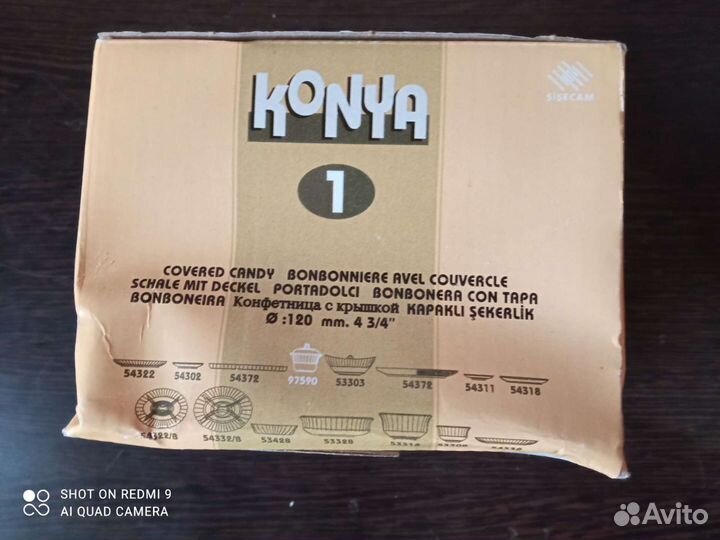 KONYA
ŞİŞECAM
1
COVERED CANDY BONBONNIERE AVEL COUVERCLE
SCHALE MIT DECKEL PORTADOLCI BONBONERA CON TAPA
BONBONEIRA Конфетница с крышкой KAPAKLI ŞEKERLİK
Ø :120 mm. 4 3/4"
54322 54302 54372 97590 53303 54372 54311 54318
54322/B 54332/B 53428 53328
SHOT ON REDMI 9
AI QUAD CAMERA
Avito